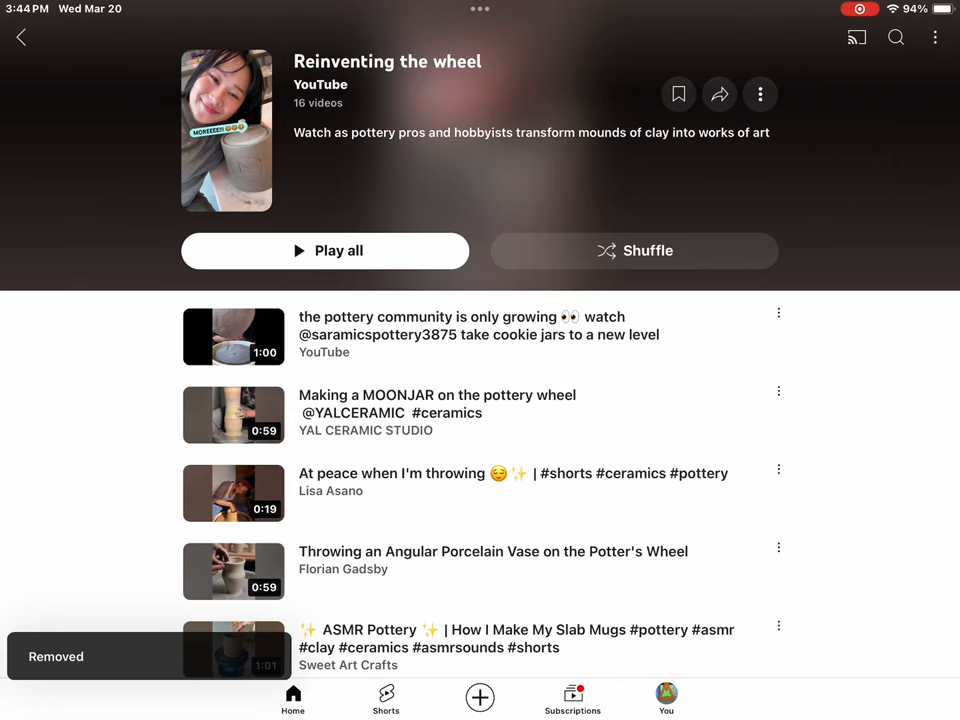 3:44 PM Wed Mar 20
94%
Reinventing the wheel
YouTube
16 videos
Watch as pottery pros and hobbyists transform mounds of clay into works of art
MOREEEE!!! 🤩🤩🤩
Play all
Shuffle
the pottery community is only growing 👀 watch
@saramicspottery3875 take cookie jars to a new level
YouTube
1:00
Making a MOONJAR on the pottery wheel
@YALCERAMIC #ceramics
YAL CERAMIC STUDIO
0:59
At peace when I'm throwing 😌✨ | #shorts #ceramics #pottery
Lisa Asano
0:19
Throwing an Angular Porcelain Vase on the Potter's Wheel
Florian Gadsby
0:59
✨ ASMR Pottery ✨ | How I Make My Slab Mugs #pottery #asmr
#clay #ceramics #asmrsounds #shorts
Sweet Art Crafts
1:01
Removed
Home
Shorts
Subscriptions
You